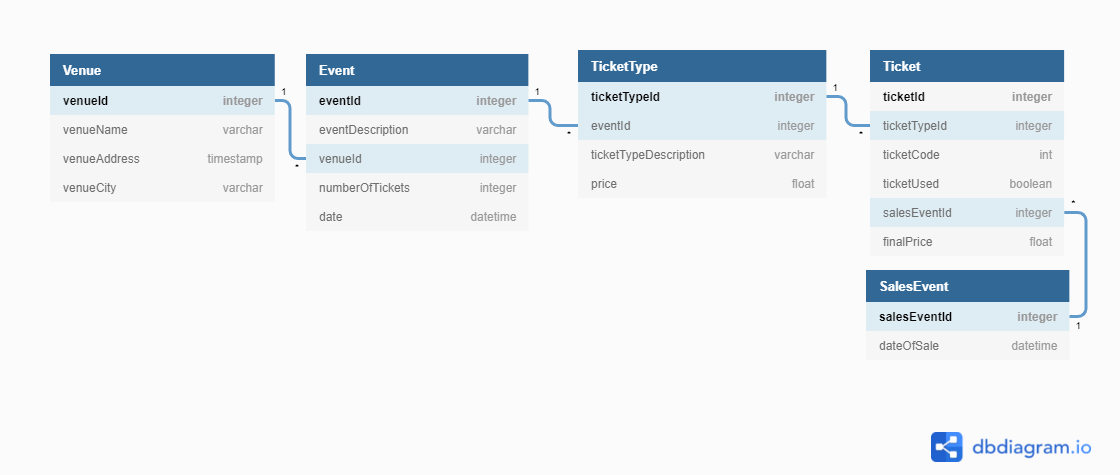 Venue
venueId integer
venueName varchar
venueAddress timestamp
venueCity varchar
1
*
Event
eventId integer
eventDescription varchar
venueId integer
numberOfTickets integer
date datetime
1
*
TicketType
ticketTypeId integer
eventId integer
ticketTypeDescription varchar
price float
1
*
Ticket
ticketId integer
ticketTypeId integer
ticketCode int
ticketUsed boolean
salesEventId integer
finalPrice float
*
SalesEvent
salesEventId integer
dateOfSale datetime
1
dbdiagram.io